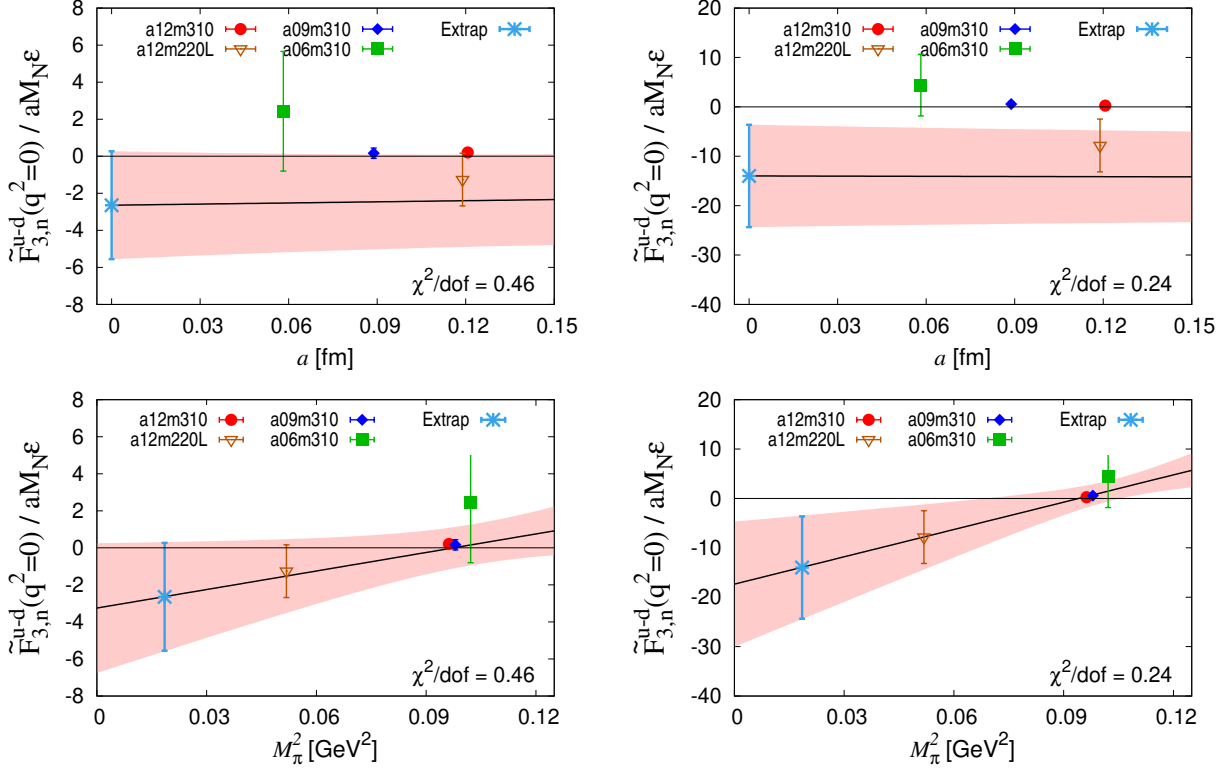 a12m310 a09m310 Extrap
a12m220L a06m310
F̃₃,ₙᵘ⁻ᵈ(q²=0) / aM_Nε
8
6
4
2
0
-2
-4
-6
-8
χ²/dof = 0.46
0 0.03 0.06 0.09 0.12 0.15
a [fm]
a12m310 a09m310 Extrap
a12m220L a06m310
F̃₃,ₙᵘ⁻ᵈ(q²=0) / aM_Nε
20
10
0
-10
-20
-30
-40
χ²/dof = 0.24
0 0.03 0.06 0.09 0.12 0.15
a [fm]
a12m310 a09m310 Extrap
a12m220L a06m310
F̃₃,ₙᵘ⁻ᵈ(q²=0) / aM_Nε
8
6
4
2
0
-2
-4
-6
-8
χ²/dof = 0.46
0 0.03 0.06 0.09 0.12
M_π² [GeV²]
a12m310 a09m310 Extrap
a12m220L a06m310
F̃₃,ₙᵘ⁻ᵈ(q²=0) / aM_Nε
20
10
0
-10
-20
-30
-40
χ²/dof = 0.24
0 0.03 0.06 0.09 0.12
M_π² [GeV²]